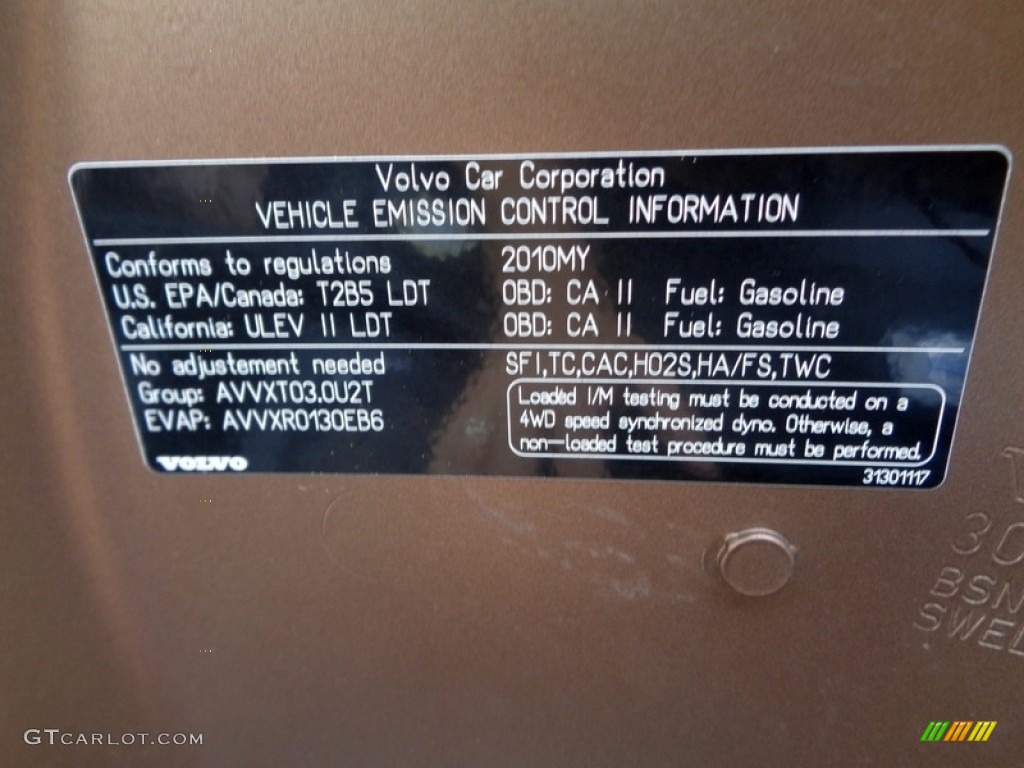 Volvo Car Corporation
VEHICLE EMISSION CONTROL INFORMATION
Conforms to regulations 2010MY
U.S. EPA/Canada: T2B5 LDT OBD: CA II Fuel: Gasoline
California: ULEV II LDT OBD: CA II Fuel: Gasoline
No adjustement needed SFI,TC,CAC,HO2S,HA/FS,TWC
Group: AVVXT03.0U2T
EVAP: AVVXR0130EB6
Loaded I/M testing must be conducted on a
4WD speed synchronized dyno. Otherwise, a
non-loaded test procedure must be performed.
VOLVO
31301117
30
BSN
SWE
GTCARLOT.COM